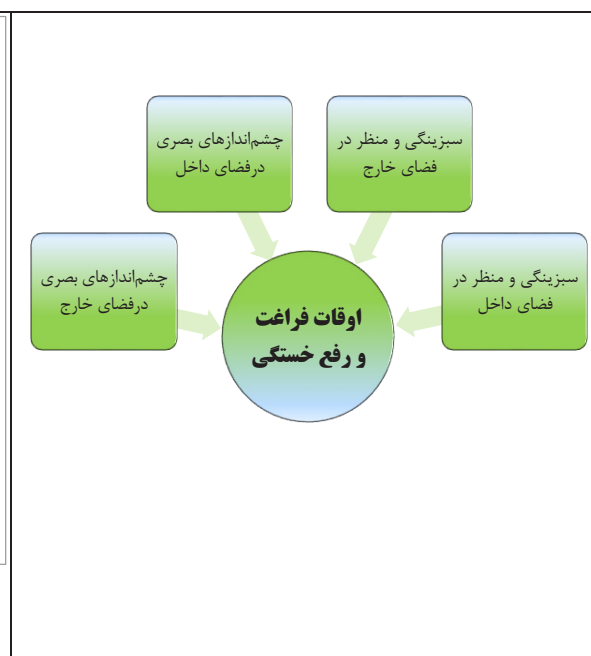 سبزینگی و منظر در
فضای خارج
چشم‌اندازهای بصری
درفضای داخل
سبزینگی و منظر در
فضای داخل
چشم‌اندازهای بصری
درفضای خارج
اوقات فراغت
و رفع خستگی